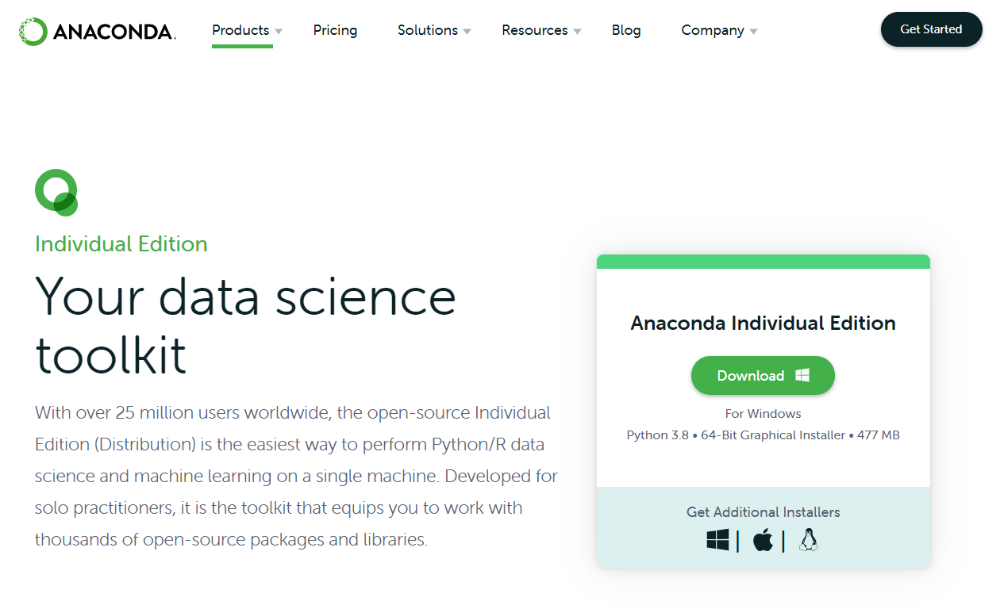 ANACONDA.
Products Pricing Solutions Resources Blog Company Get Started
Individual Edition
Your data science
toolkit
With over 25 million users worldwide, the open-source Individual
Edition (Distribution) is the easiest way to perform Python/R data
science and machine learning on a single machine. Developed for
solo practitioners, it is the toolkit that equips you to work with
thousands of open-source packages and libraries.
Anaconda Individual Edition
Download
For Windows
Python 3.8 • 64-Bit Graphical Installer • 477 MB
Get Additional Installers